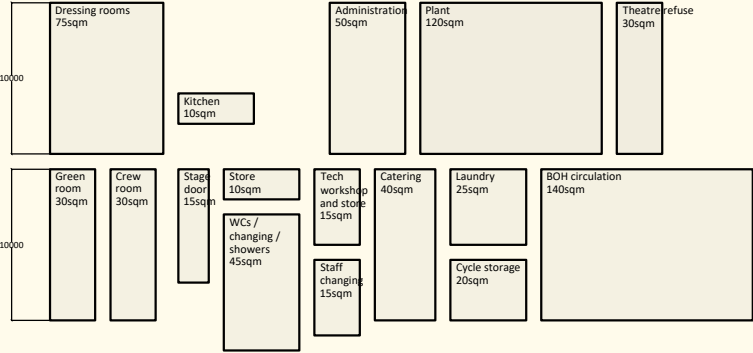 Dressing rooms
75sqm
Administration
50sqm
Plant
120sqm
Theatre refuse
30sqm
10000
Kitchen
10sqm
Green
room
30sqm
Crew
room
30sqm
Stage
door
15sqm
Store
10sqm
Tech
workshop
and store
15sqm
Catering
40sqm
Laundry
25sqm
BOH circulation
140sqm
10000
WCs /
changing /
showers
45sqm
Staff
changing
15sqm
Cycle storage
20sqm